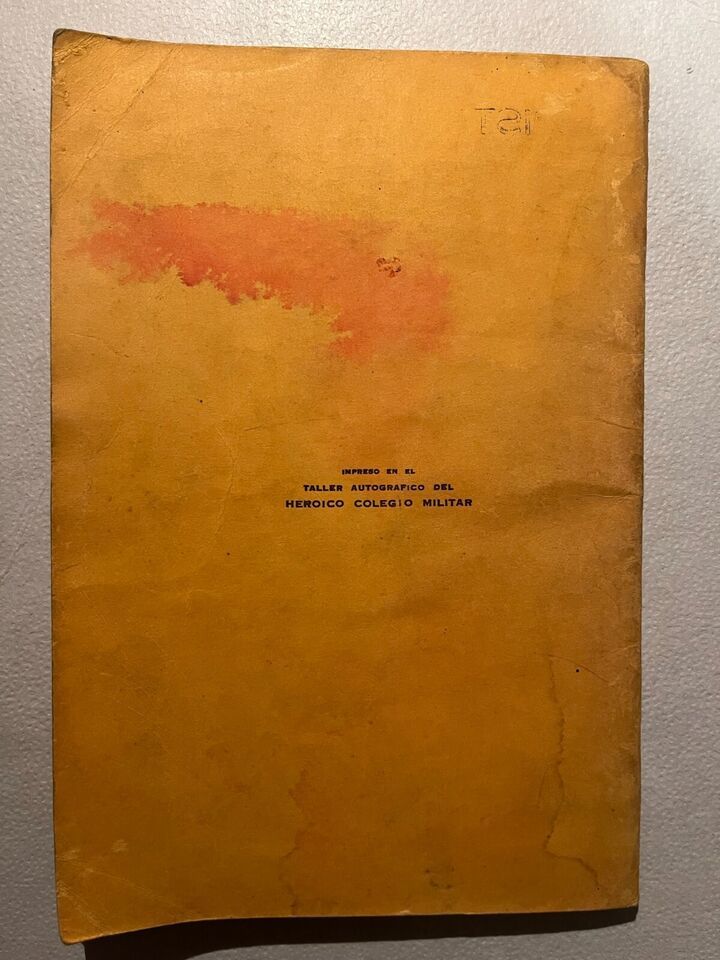 IMPRESO EN EL
TALLER AUTOGRAFICO DEL
HEROICO COLEGIO MILITAR